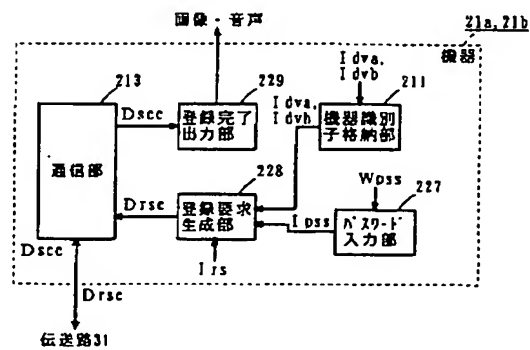 画像・音声
21a, 21b
機器
213
通信部
Dscc
229
登録完了
出力部
Idva,
Idvb
211
機器識別
子格納部
Idva,
Idvb
228
登録要求
生成部
Drsc
Wpss
227
パスワード
入力部
Ipss
Irs
Dscc
Drsc
伝送路31